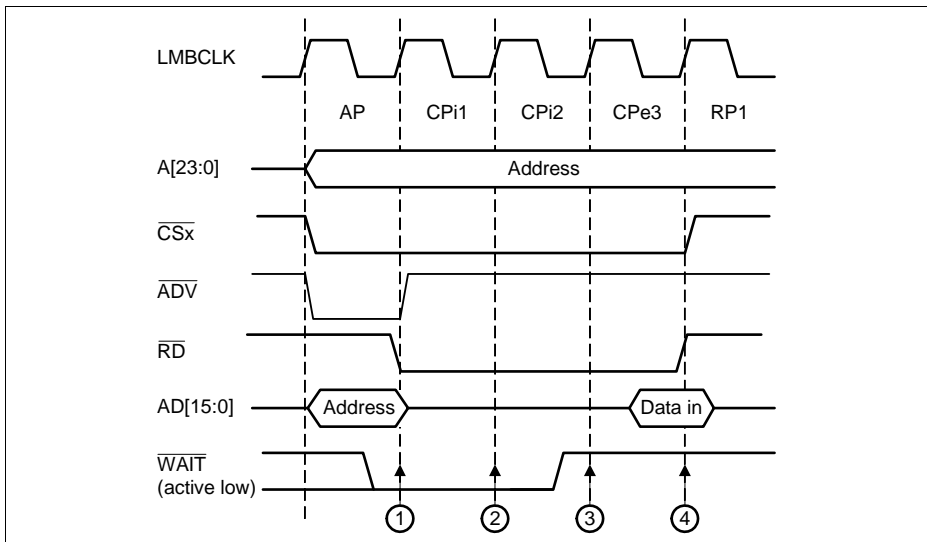 LMBCLK
AP CPi1 CPi2 CPe3 RP1
A[23:0] Address
CSx
ADV
RD
AD[15:0] Address Data in
WAIT
(active low)
1 2 3 4